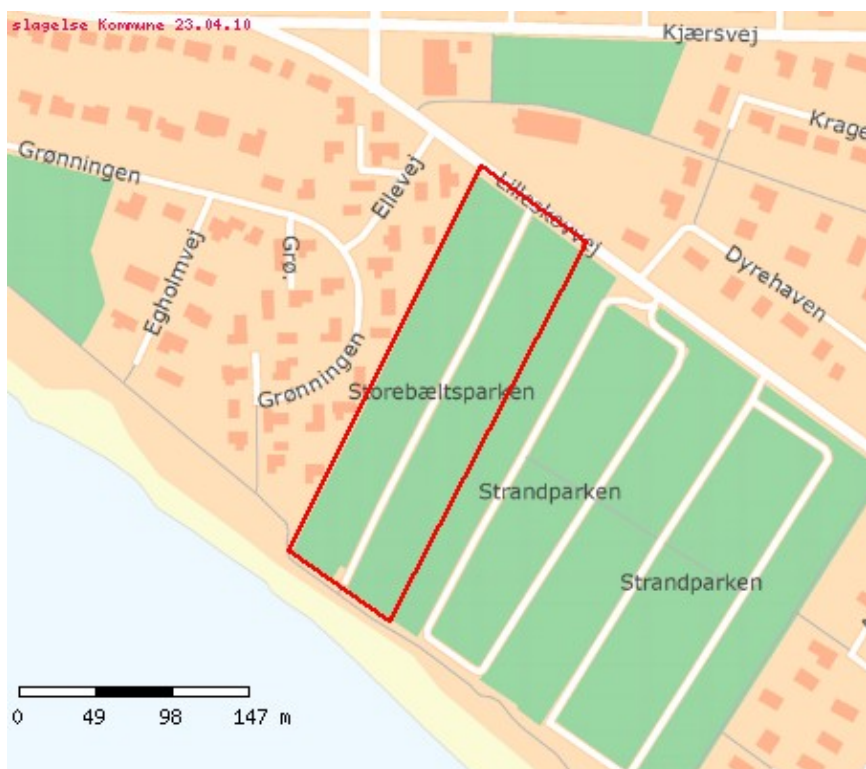 slagelse Kommune 23.04.10
Kjærsvej
Krage
Grønningen
Ellevej
Lilleskovvej
Grø.
Egholmvej
Dyrehaven
Grønningen
Storebæltsparken
Strandparken
Strandparken
0 49 98 147 m